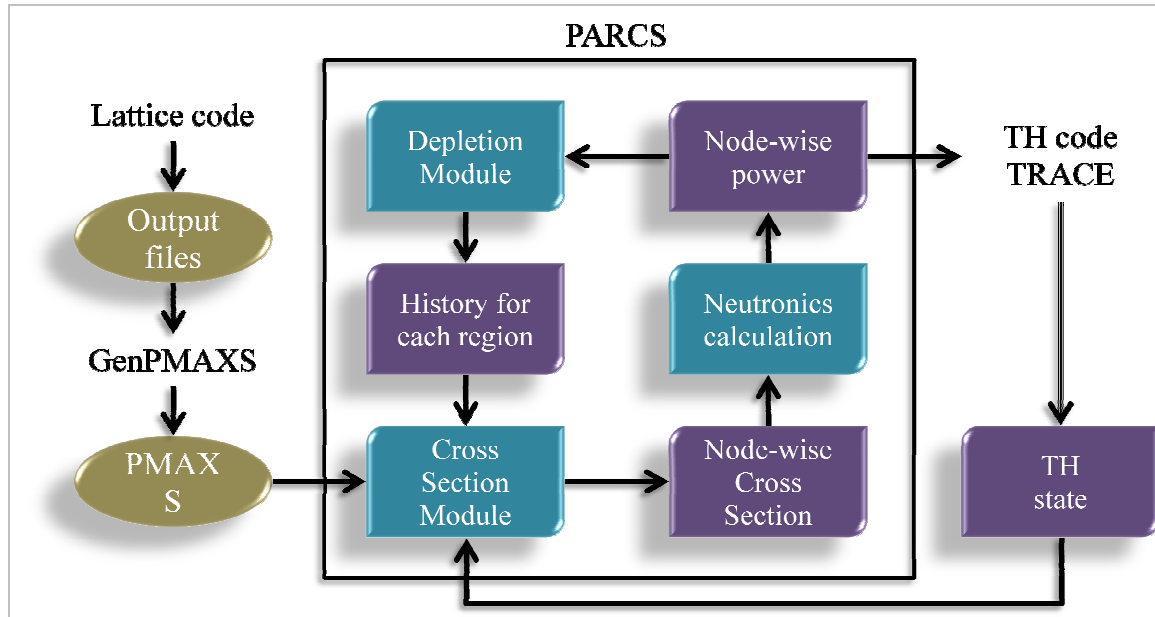 PARCS
Lattice code
Output
files
GenPMAXS
PMAX
S
Depletion
Module
History for
each region
Cross
Section
Module
Node-wise
power
Neutronics
calculation
Node-wise
Cross
Section
TH code
TRACE
TH
state